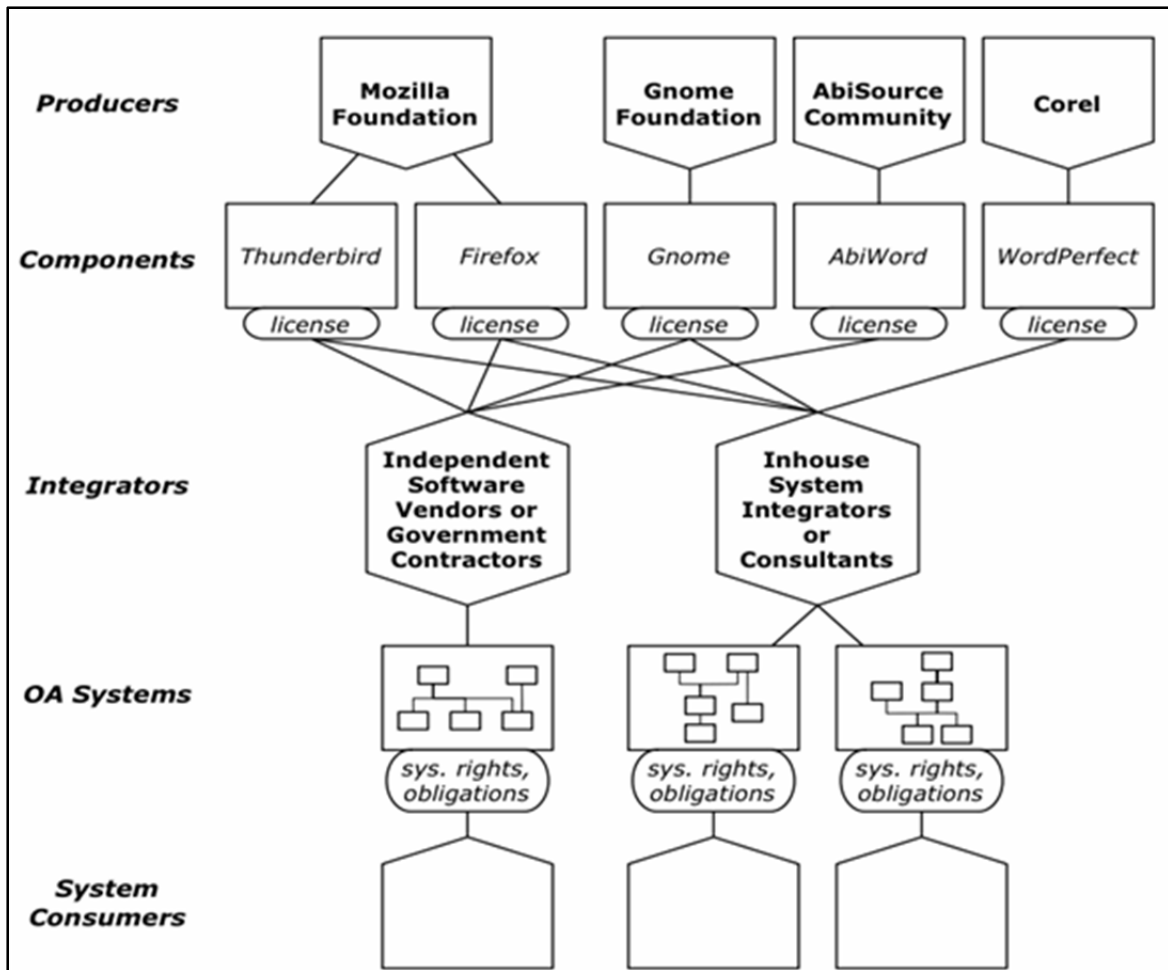 Producers
Mozilla
Foundation
Gnome
Foundation
AbiSource
Community
Corel
Components
Thunderbird
Firefox
Gnome
AbiWord
WordPerfect
license
license
license
license
license
Integrators
Independent
Software
Vendors or
Government
Contractors
Inhouse
System
Integrators
or
Consultants
OA Systems
sys. rights,
obligations
sys. rights,
obligations
sys. rights,
obligations
System
Consumers